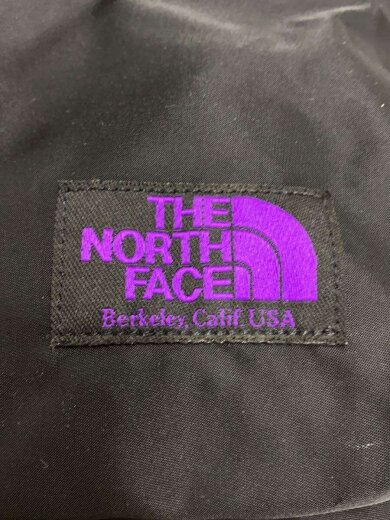 THE
NORTH
FACE
Berkeley, Calif. USA